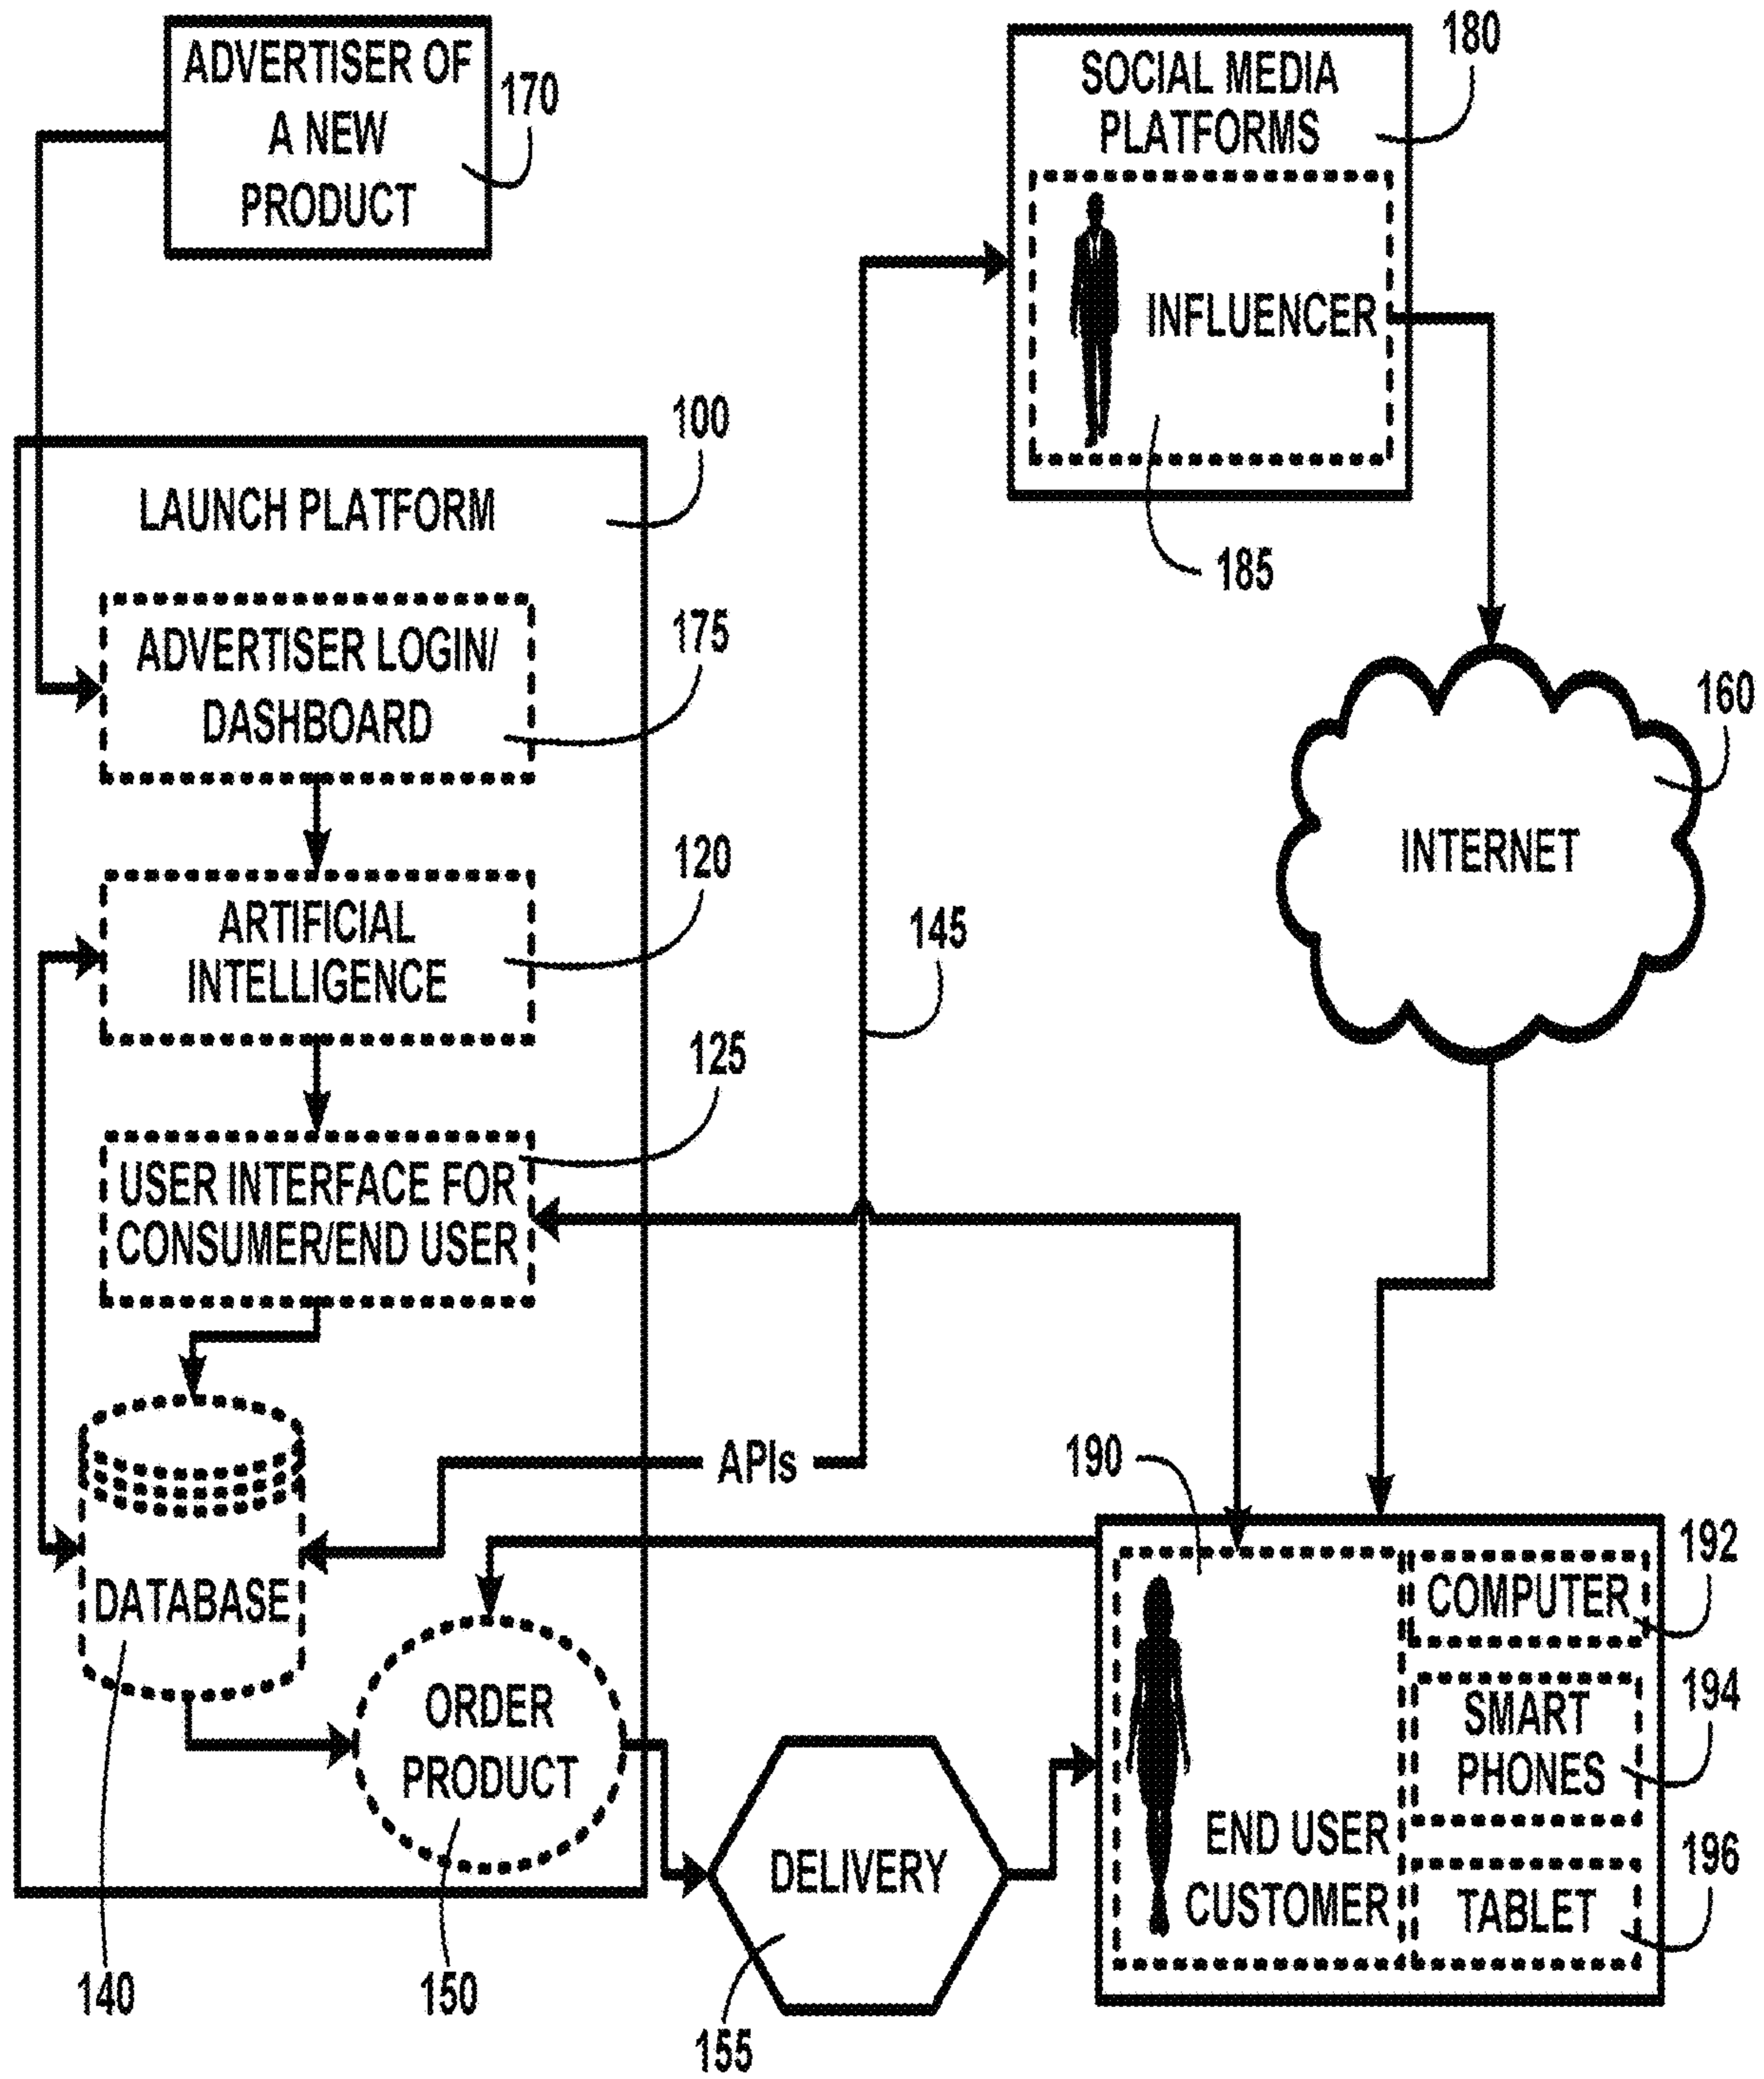 ADVERTISER OF
A NEW
PRODUCT
170
SOCIAL MEDIA
PLATFORMS
180
INFLUENCER
185
100
LAUNCH PLATFORM
ADVERTISER LOGIN/
DASHBOARD
175
160
INTERNET
ARTIFICIAL
INTELLIGENCE
120
145
125
USER INTERFACE FOR
CONSUMER/END USER
APIs
190
DATABASE
140
ORDER
PRODUCT
150
DELIVERY
155
END USER
CUSTOMER
COMPUTER
192
SMART
PHONES
194
TABLET
196